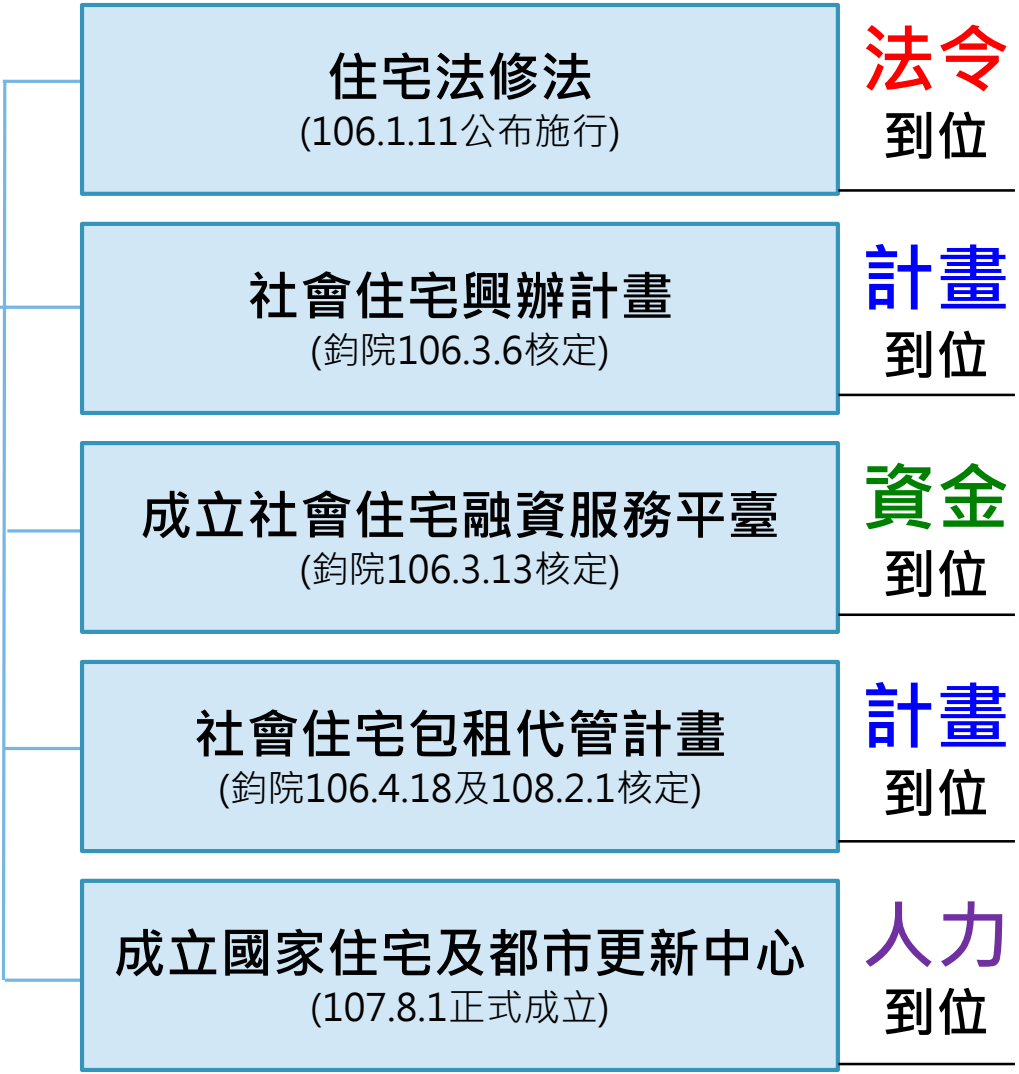 住宅法修法
(106.1.11公布施行)
法令
到位
社會住宅興辦計畫
(鈞院106.3.6核定)
計畫
到位
成立社會住宅融資服務平臺
(鈞院106.3.13核定)
資金
到位
社會住宅包租代管計畫
(鈞院106.4.18及108.2.1核定)
計畫
到位
成立國家住宅及都市更新中心
(107.8.1正式成立)
人力
到位